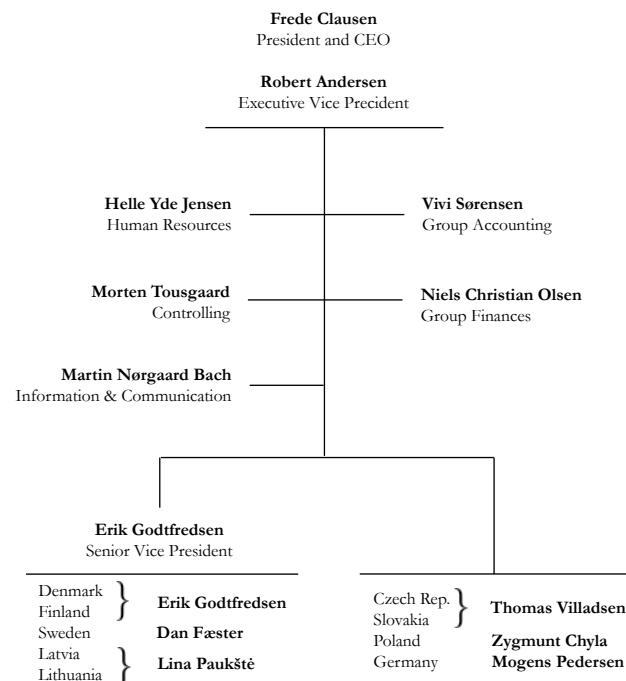 Frede Clausen
President and CEO
Robert Andersen
Executive Vice Precident
Helle Yde Jensen
Human Resources
Vivi Sørensen
Group Accounting
Morten Tousgaard
Controlling
Niels Christian Olsen
Group Finances
Martin Nørgaard Bach
Information & Communication
Erik Godtfredsen
Senior Vice President
Denmark
Finland
Erik Godtfredsen
Sweden
Dan Fæster
Latvia
Lithuania
Lina Paukštė
Czech Rep.
Slovakia
Thomas Villadsen
Poland
Zygmunt Chyla
Germany
Mogens Pedersen